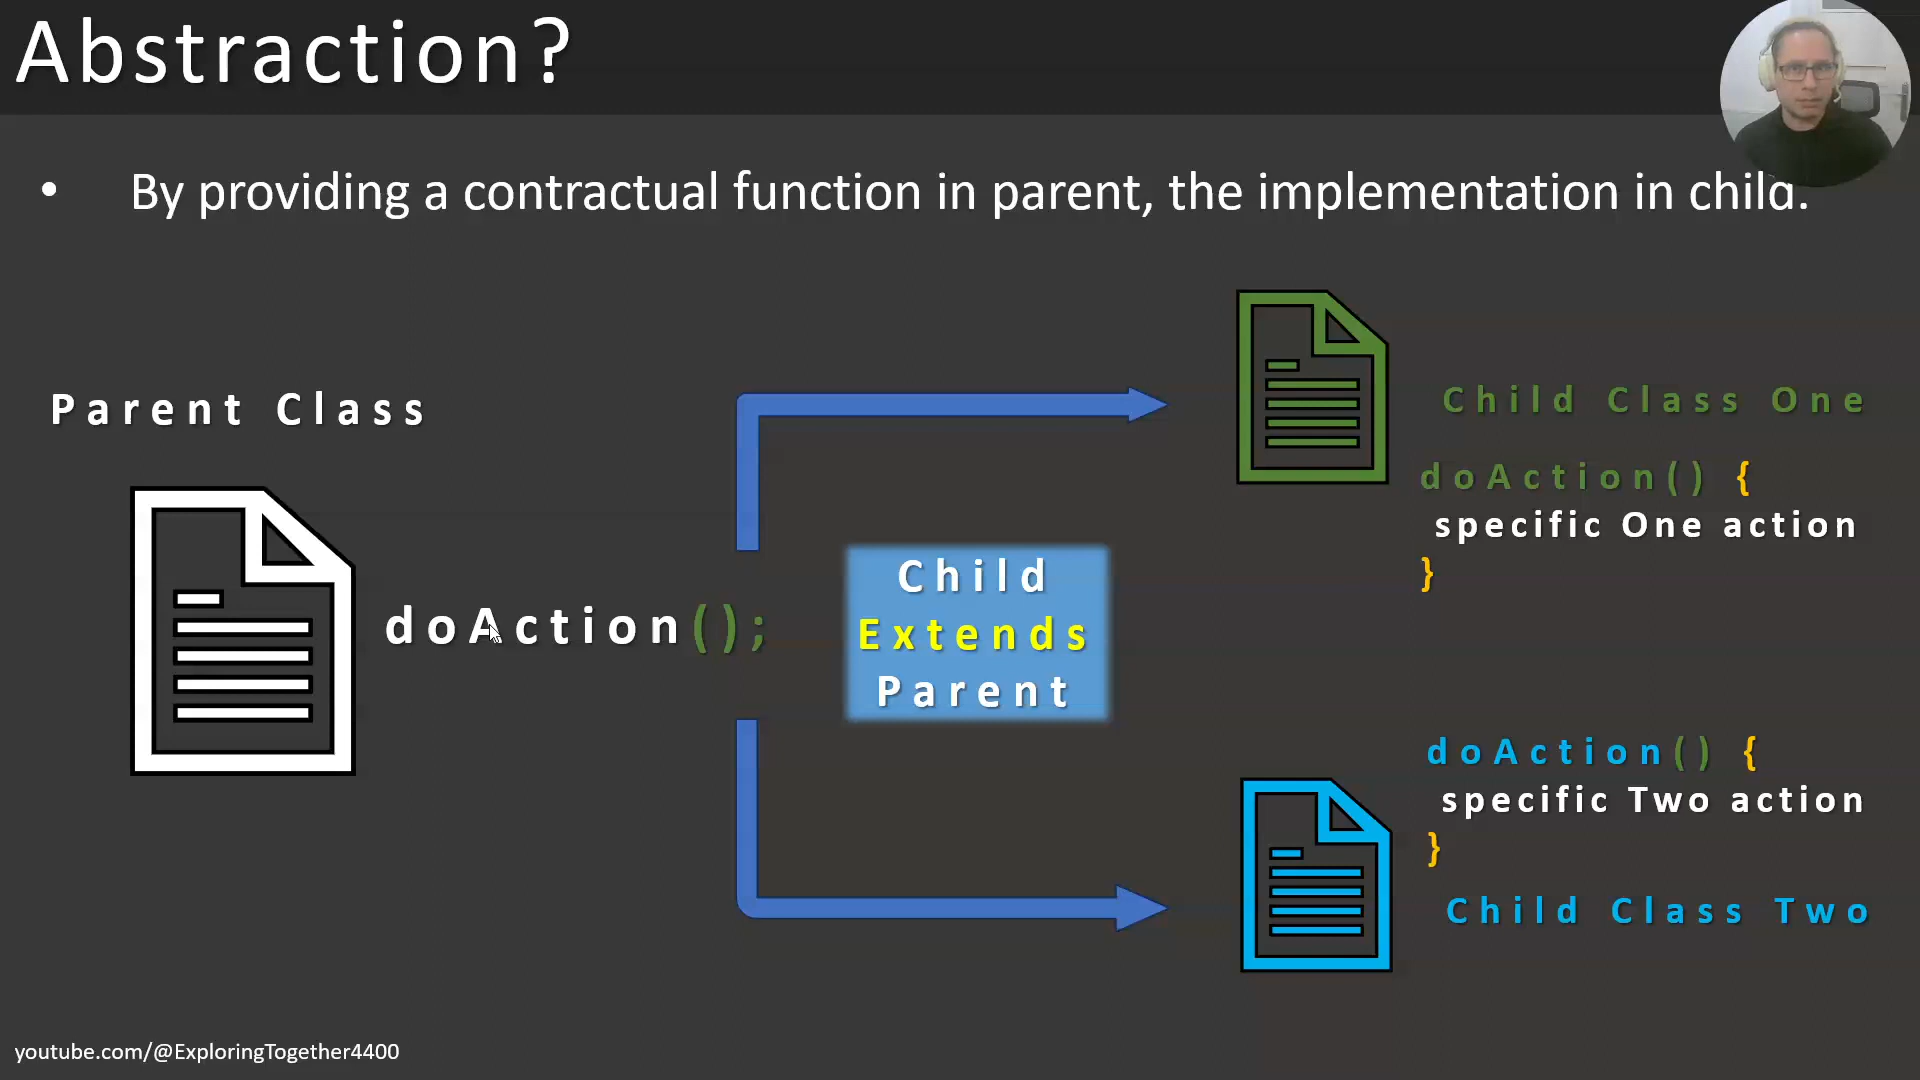 Abstraction?
• By providing a contractual function in parent, the implementation in child.
Parent Class
doAction();
Child
Extends
Parent
Child Class One
doAction() {
specific One action
}
doAction() {
specific Two action
}
Child Class Two
youtube.com/@ExploringTogether4400